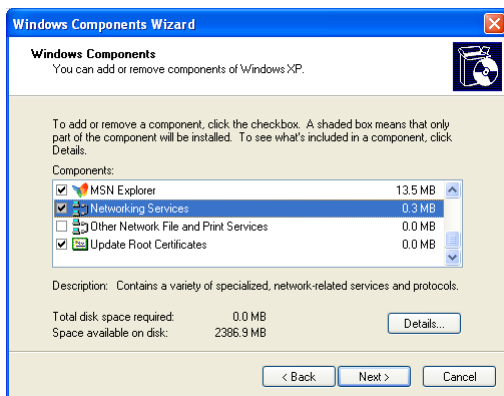 Windows Components Wizard
Windows Components
You can add or remove components of Windows XP.
To add or remove a component, click the checkbox. A shaded box means that only
part of the component will be installed. To see what's included in a component, click
Details.
Components:
MSN Explorer 13.5 MB
Networking Services 0.3 MB
Other Network File and Print Services 0.0 MB
Update Root Certificates 0.0 MB
Description: Contains a variety of specialized, network-related services and protocols.
Total disk space required: 0.0 MB
Space available on disk: 2386.9 MB
Details...
< Back
Next >
Cancel